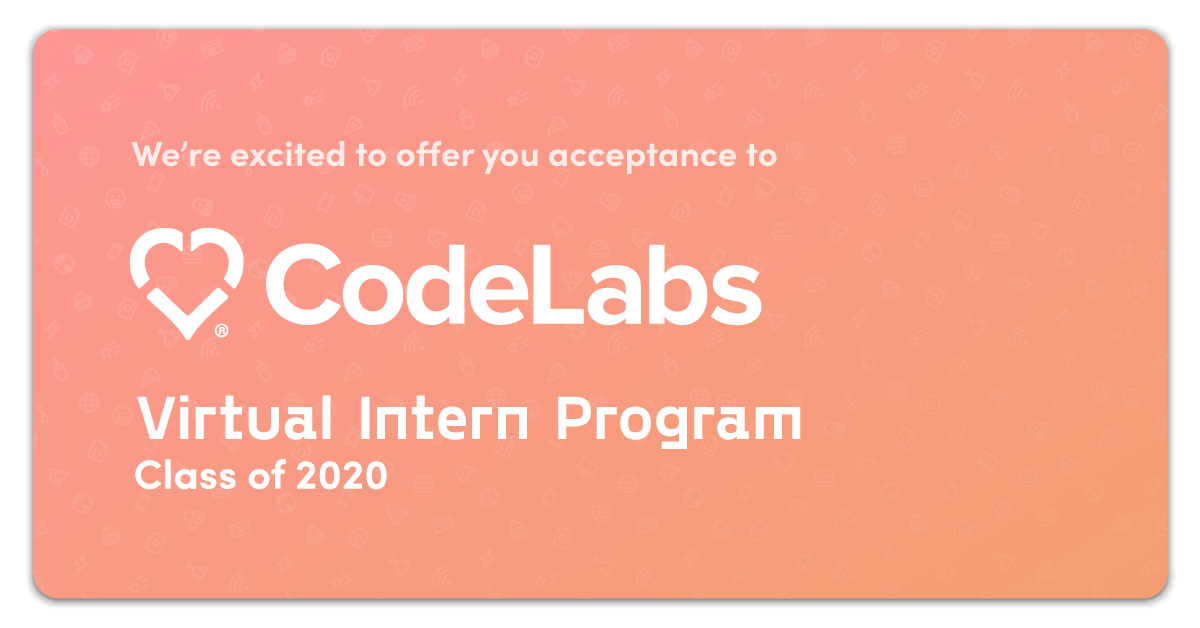 We're excited to offer you acceptance to
CodeLabs
®
Virtual Intern Program
Class of 2020